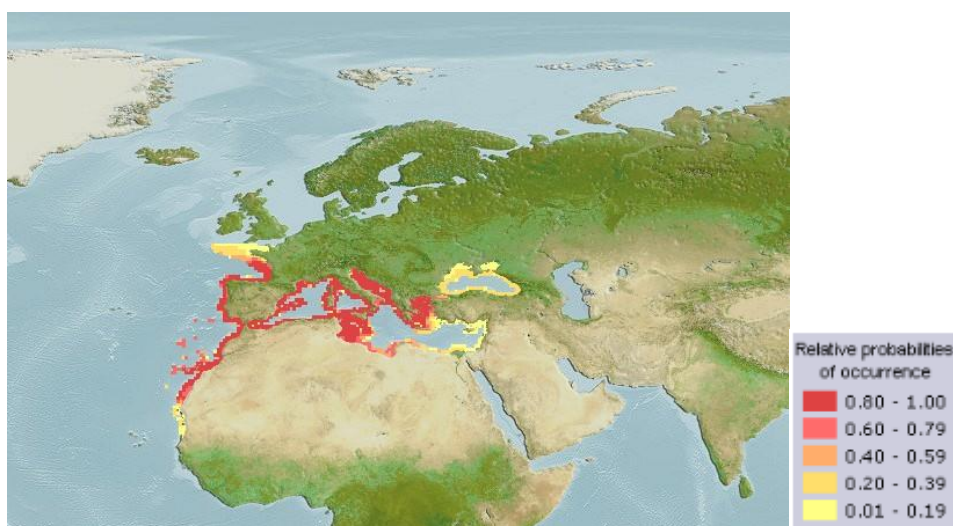 Relative probabilities
of occurrence
0.80 - 1.00
0.60 - 0.79
0.40 - 0.59
0.20 - 0.39
0.01 - 0.19